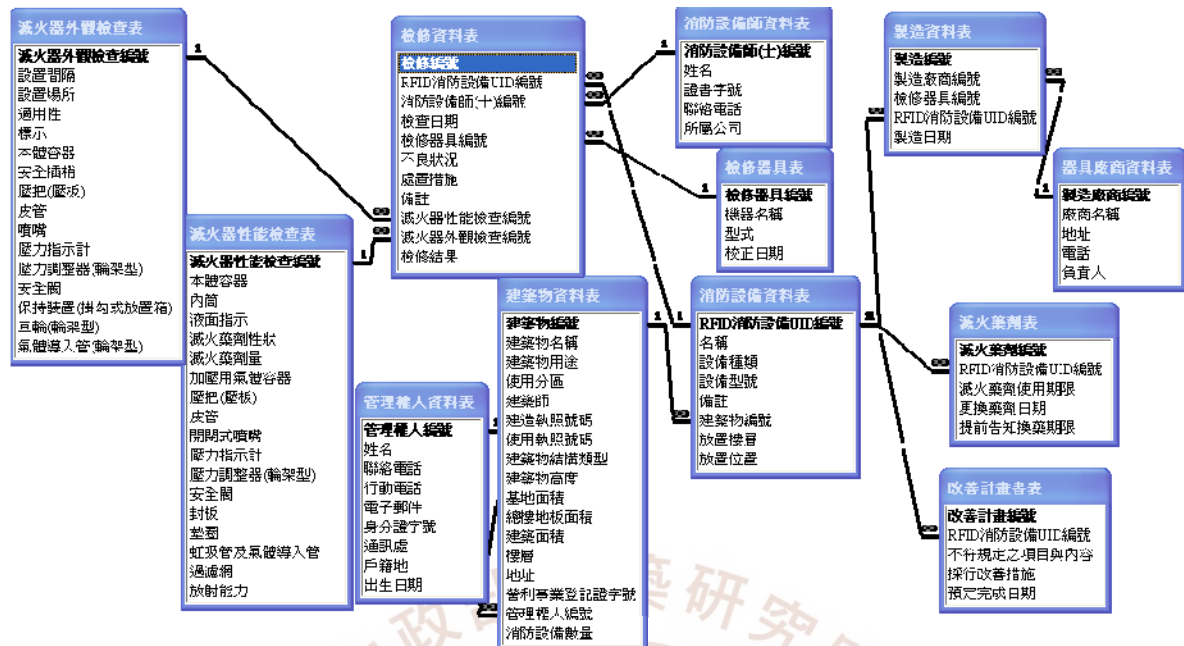 滅火器外觀檢查表
滅火器外觀檢查編號
設置間隔
設置場所
適用性
標示
本體容器
安全插梢
壓把(壓板)
皮管
噴嘴
壓力指示計
壓力調整器(輪架型)
安全閥
保持裝置(掛勾或放置箱)
車輪(輪架型)
氣體導入管(輪架型)
滅火器性能檢查表
滅火器性能檢查編號
本體容器
內筒
液面指示
滅火藥劑性狀
滅火藥劑量
加壓用氣體容器
壓把(壓板)
皮管
開閉式噴嘴
壓力指示計
壓力調整器(輪架型)
安全閥
封板
墊圈
虹吸管及氣體導入管
過濾網
放射能力
檢修資料表
檢修編號
RFID消防設備UID編號
消防設備師(士)編號
檢查日期
檢修器具編號
不良狀況
處置措施
備註
滅火器性能檢查編號
滅火器外觀檢查編號
檢修結果
管理權人資料表
管理權人編號
姓名
聯絡電話
行動電話
電子郵件
身分證字號
通訊處
戶籍地
出生日期
建築物資料表
建築物編號
建築物名稱
建築物用途
使用分區
建築師
建造執照號碼
使用執照號碼
建築物結構類型
建築物高度
基地面積
總樓地板面積
建築面積
樓層
地址
營利事業登記證字號
管理權人編號
消防設備數量
消防設備師資料表
消防設備師(士)編號
姓名
證書字號
聯絡電話
所屬公司
檢修器具表
檢修器具編號
機器名稱
型式
校正日期
消防設備資料表
RFID消防設備UID編號
名稱
設備種類
設備型號
備註
建築物編號
放置樓層
放置位置
製造資料表
製造編號
製造廠商編號
檢修器具編號
RFID消防設備UID編號
製造日期
器具廠商資料表
製造廠商編號
廠商名稱
地址
電話
負責人
滅火藥劑表
滅火藥劑編號
RFID消防設備UID編號
滅火藥劑使用期限
更換藥劑日期
提前告知換藥期限
改善計畫書表
改善計畫編號
RFID消防設備UID編號
不符規定之項目與內容
採行改善措施
預定完成日期